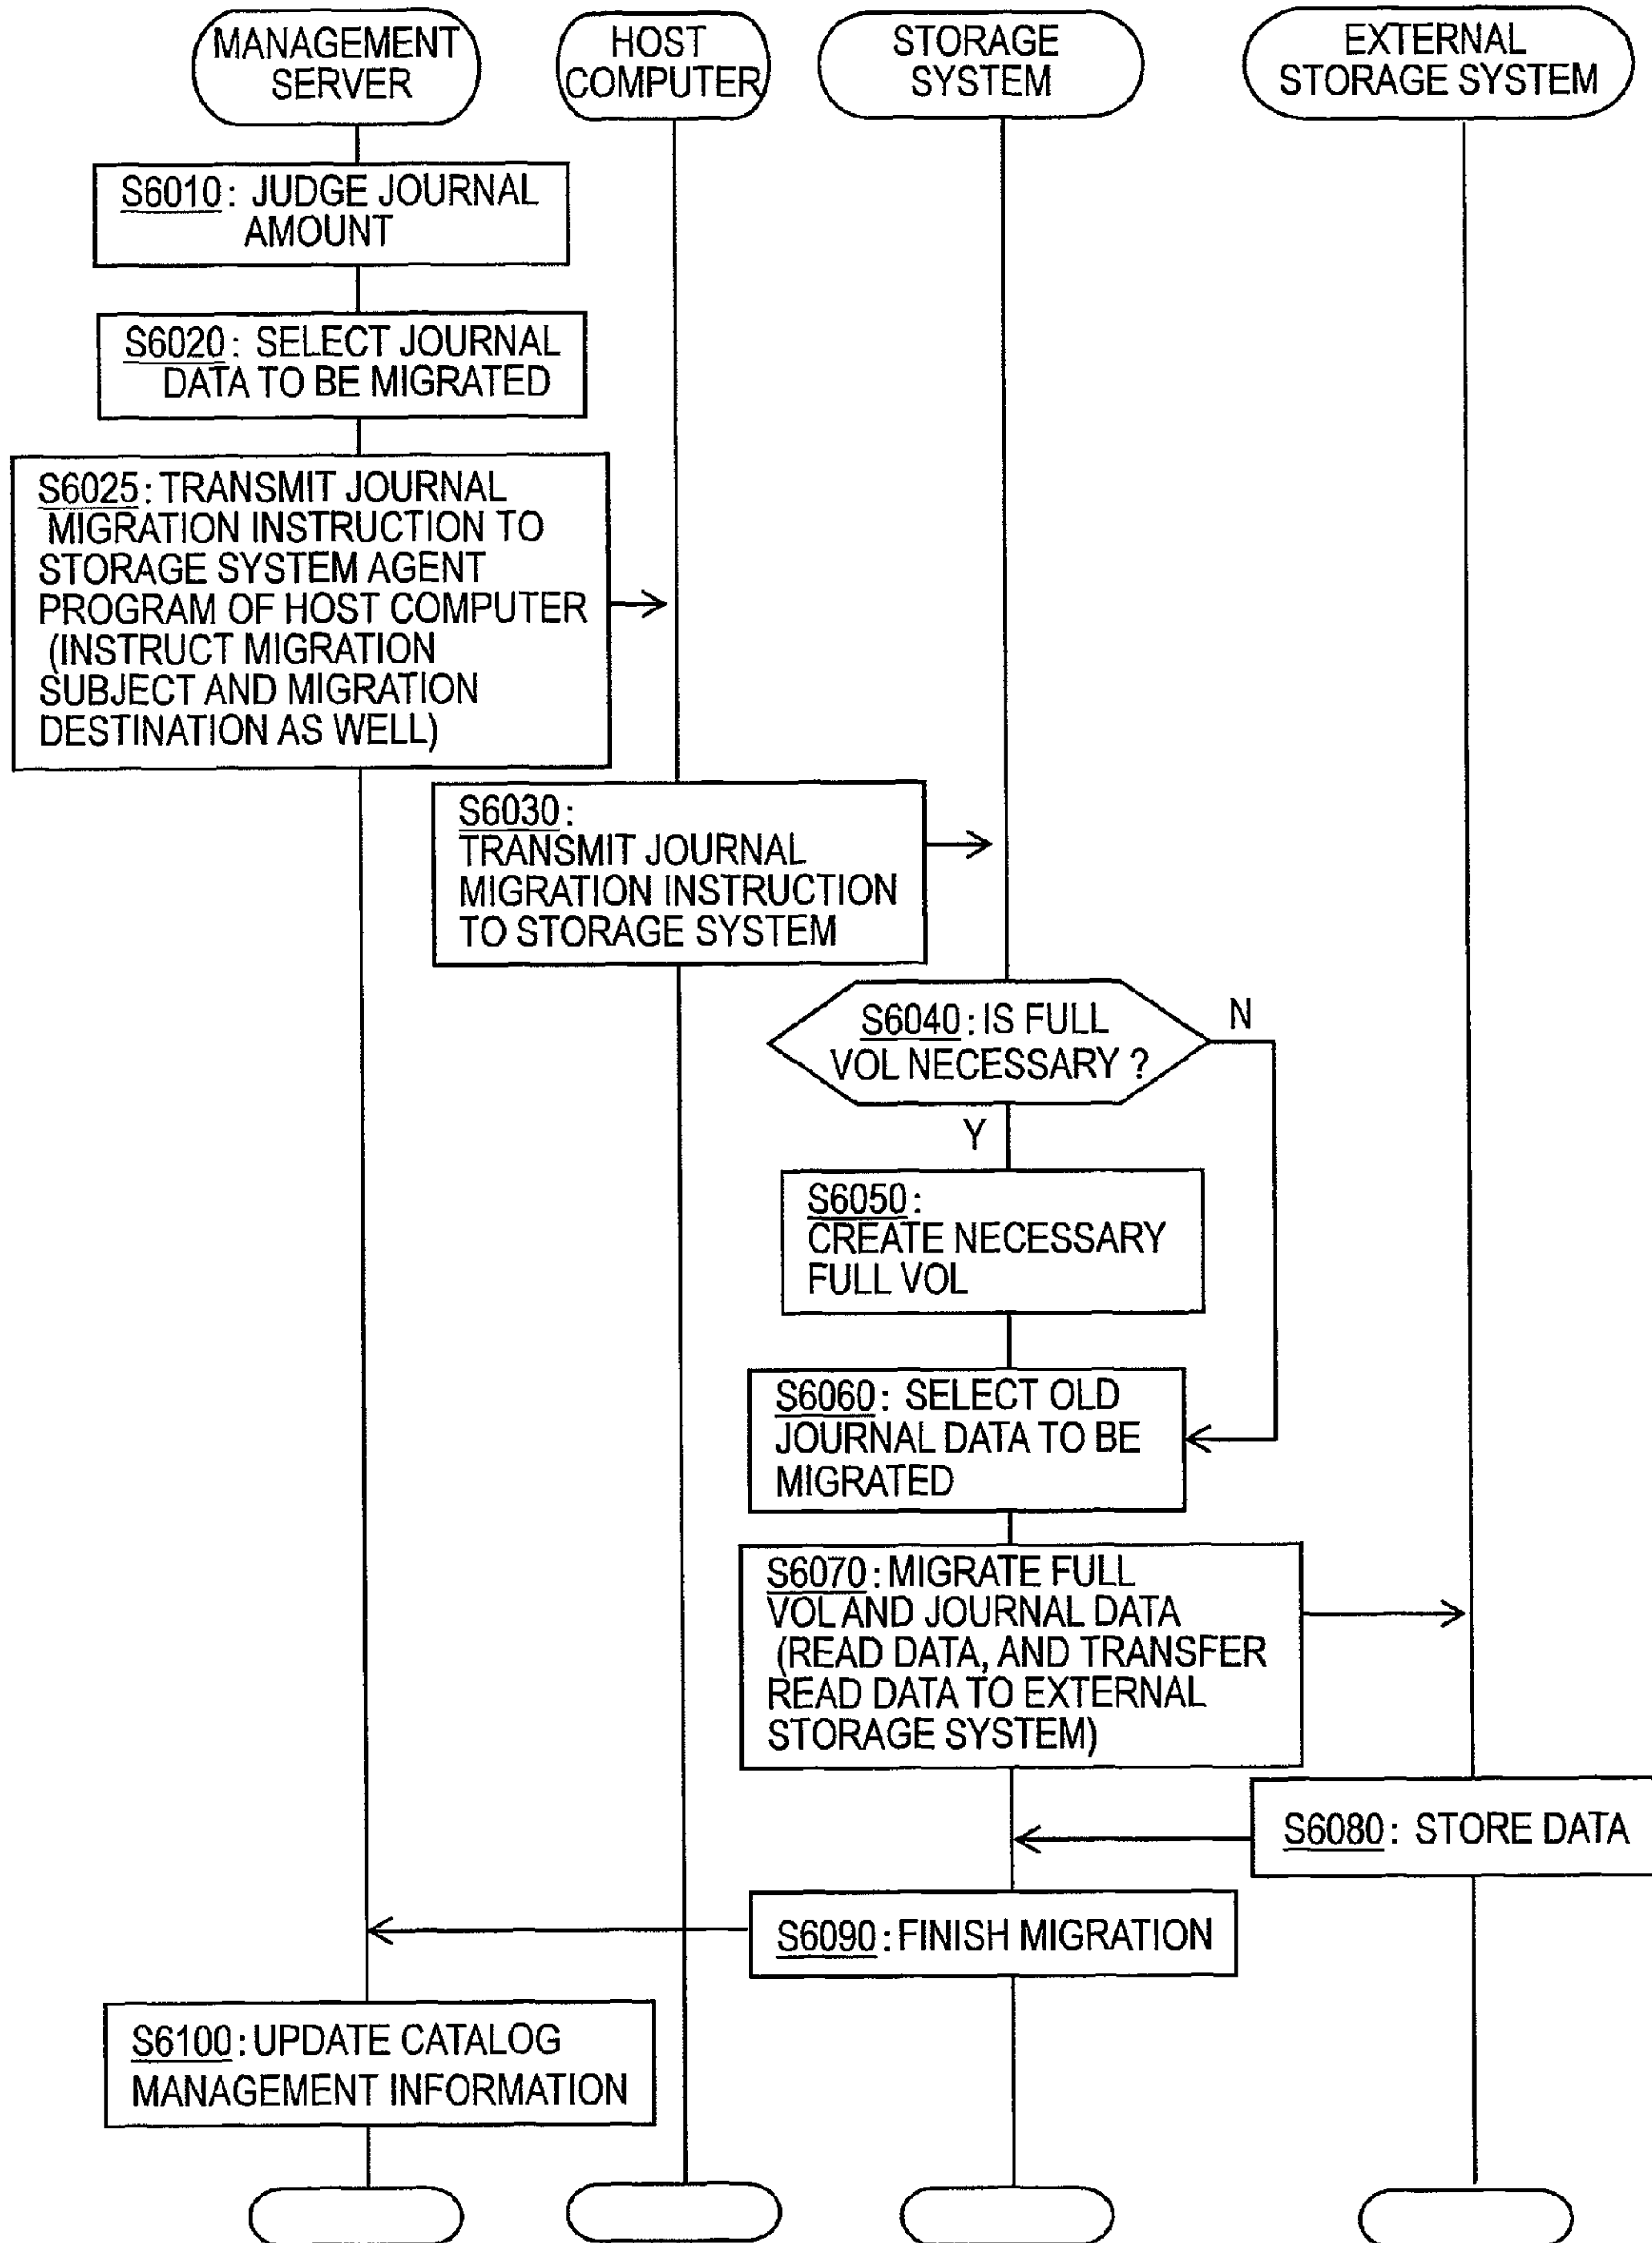 MANAGEMENT
SERVER
HOST
COMPUTER
STORAGE
SYSTEM
EXTERNAL
STORAGE SYSTEM
S6010: JUDGE JOURNAL
AMOUNT
S6020: SELECT JOURNAL
DATA TO BE MIGRATED
S6025: TRANSMIT JOURNAL
MIGRATION INSTRUCTION TO
STORAGE SYSTEM AGENT
PROGRAM OF HOST COMPUTER
(INSTRUCT MIGRATION
SUBJECT AND MIGRATION
DESTINATION AS WELL)
S6030:
TRANSMIT JOURNAL
MIGRATION INSTRUCTION
TO STORAGE SYSTEM
S6040: IS FULL
VOL NECESSARY ?
N
Y
S6050:
CREATE NECESSARY
FULL VOL
S6060: SELECT OLD
JOURNAL DATA TO BE
MIGRATED
S6070: MIGRATE FULL
VOL AND JOURNAL DATA
(READ DATA, AND TRANSFER
READ DATA TO EXTERNAL
STORAGE SYSTEM)
S6080: STORE DATA
S6090: FINISH MIGRATION
S6100: UPDATE CATALOG
MANAGEMENT INFORMATION